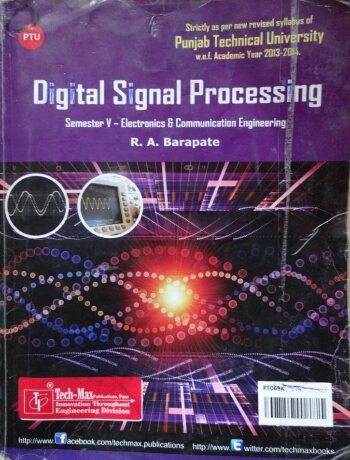 PTU
Strictly as per new revised syllabus of
Punjab Technical University
w.e.f. Academic Year 2013-2014.
Digital Signal Processing
Semester V – Electronics & Communication Engineering
R. A. Barapate
Tech-Max Publications, Pune
Innovation Throughout
Engineering Division
http://www.facebook.com/techmax.publications http://www.twitter.com/techmaxbooks